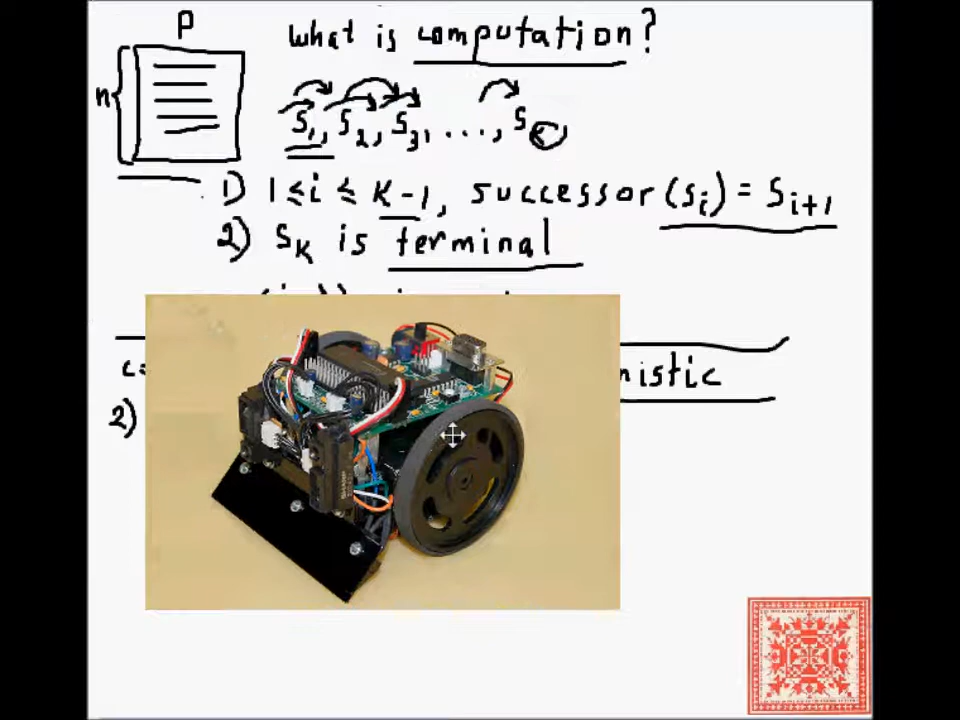 P
What is computation?
n
S1, S2, S3, ..., Sk
1) 1 ≤ i ≤ K-1, successor (Si) = Si+1
2) SK is terminal
nistic
2)